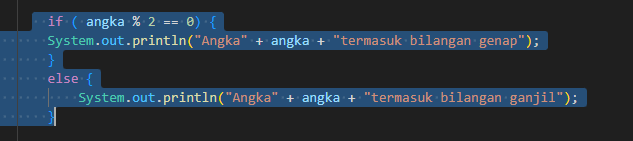 if ( angka % 2 == 0) {
System.out.println("Angka" + angka + "termasuk bilangan genap");
}
else {
System.out.println("Angka" + angka + "termasuk bilangan ganjil");
}